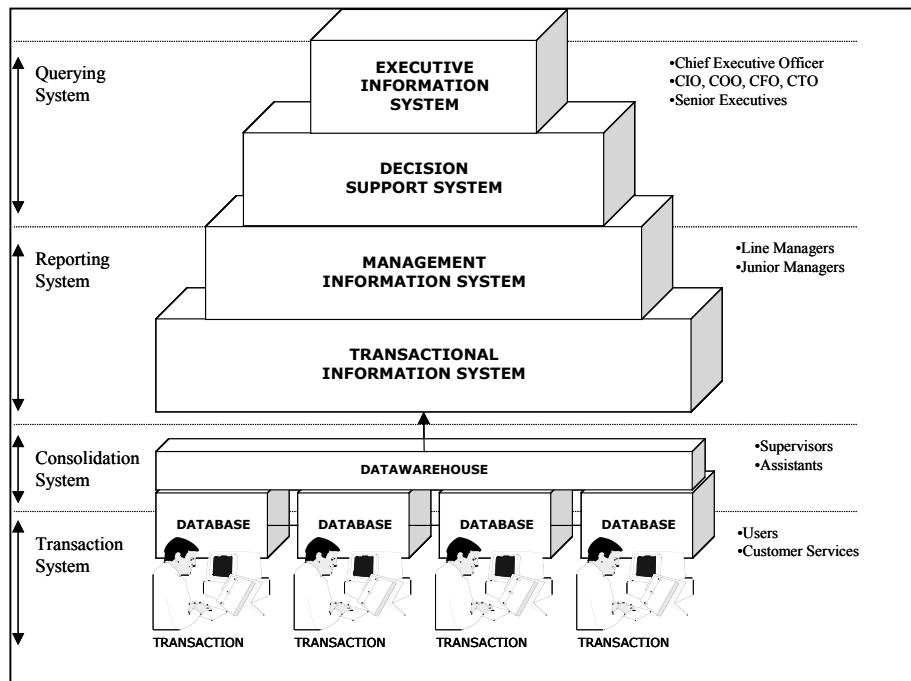 Querying
System
EXECUTIVE
INFORMATION
SYSTEM
•Chief Executive Officer
•CIO, COO, CFO, CTO
•Senior Executives
DECISION
SUPPORT SYSTEM
Reporting
System
MANAGEMENT
INFORMATION SYSTEM
•Line Managers
•Junior Managers
TRANSACTIONAL
INFORMATION SYSTEM
Consolidation
System
DATAWAREHOUSE
•Supervisors
•Assistants
Transaction
System
DATABASE DATABASE DATABASE DATABASE
•Users
•Customer Services
TRANSACTION TRANSACTION TRANSACTION TRANSACTION